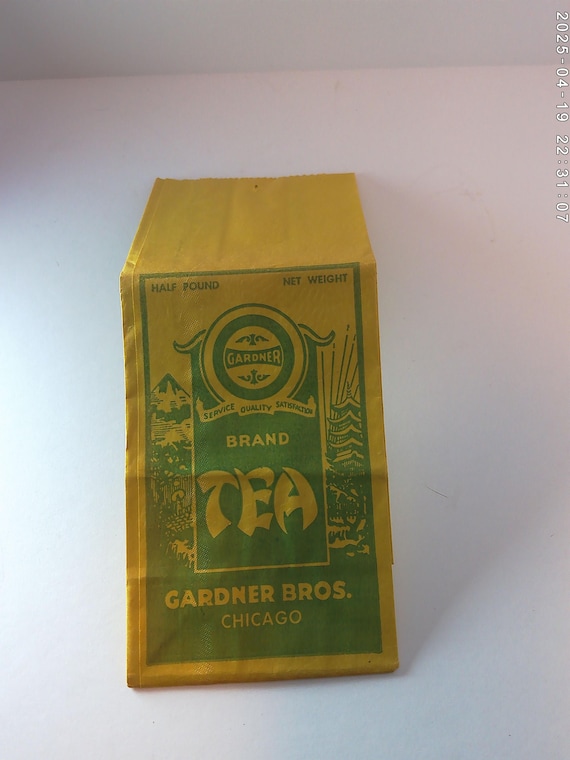 HALF POUND NET WEIGHT
GARDNER
SERVICE QUALITY SATISFACTION
BRAND
TEA
GARDNER BROS.
CHICAGO
2025-04-19 22:31:07